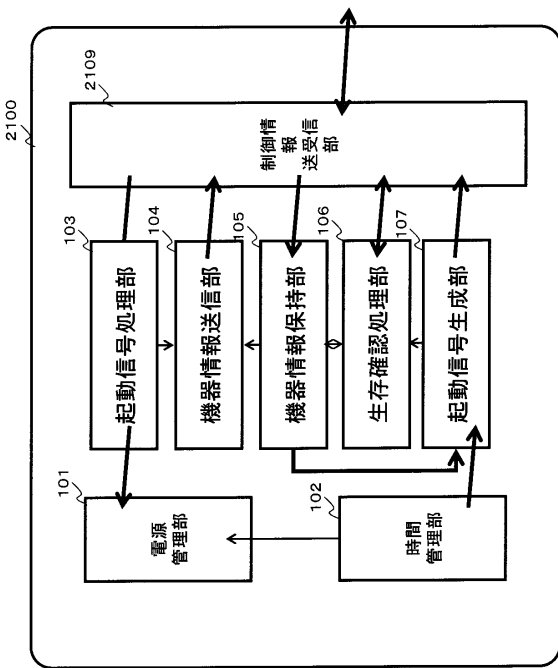 2100
2109
制御情
報
送受信
部
103
起動信号処理部
104
機器情報送信部
105
機器情報保持部
106
生存確認処理部
107
起動信号生成部
101
電源
管理部
102
時間
管理部